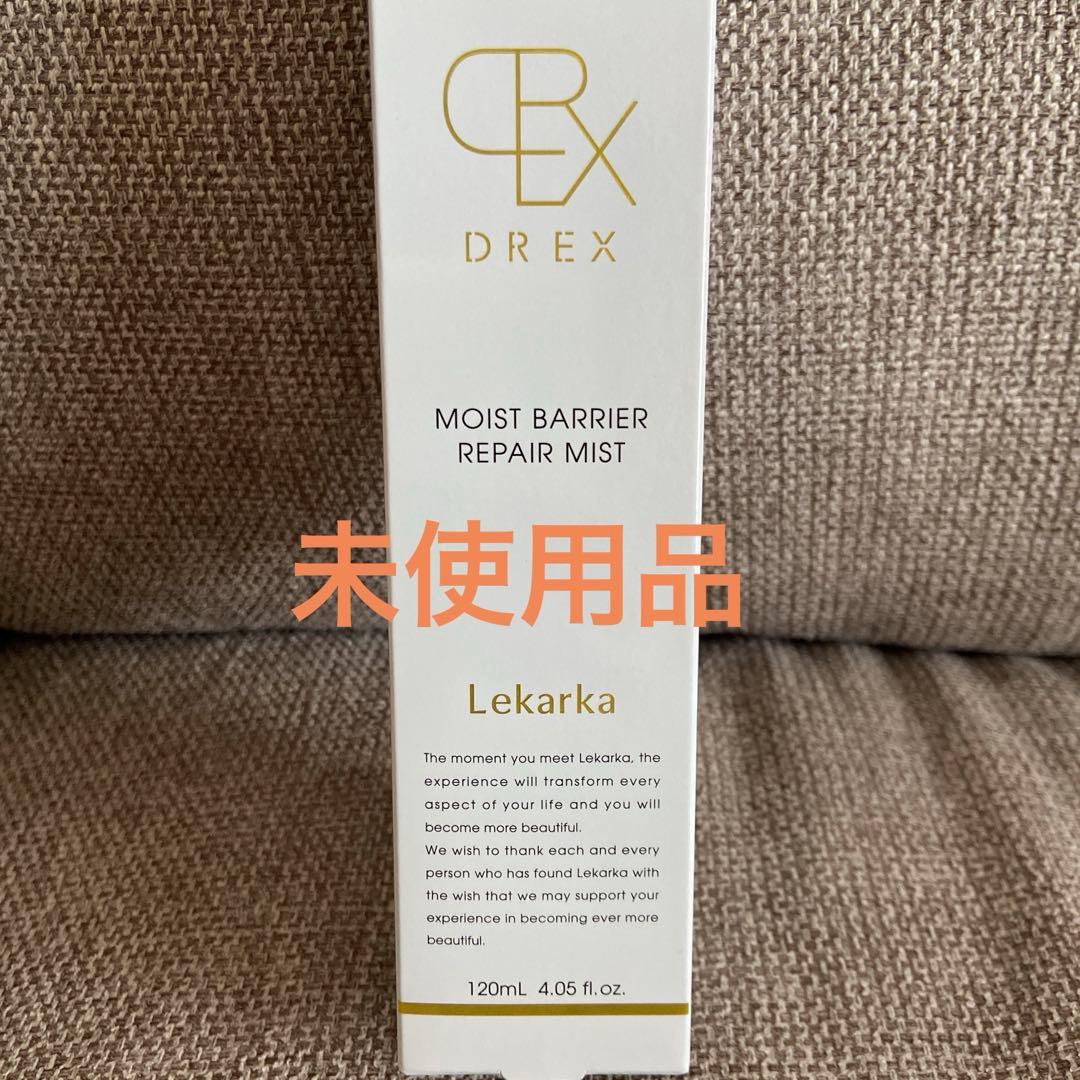 DREX
MOIST BARRIER
REPAIR MIST
未使用品
Lekarka
The moment you meet Lekarka, the
experience will transform every
aspect of your life and you will
become more beautiful.
We wish to thank each and every
person who has found Lekarka with
the wish that we may support your
experience in becoming ever more
beautiful.
120mL 4.05 fl.oz.